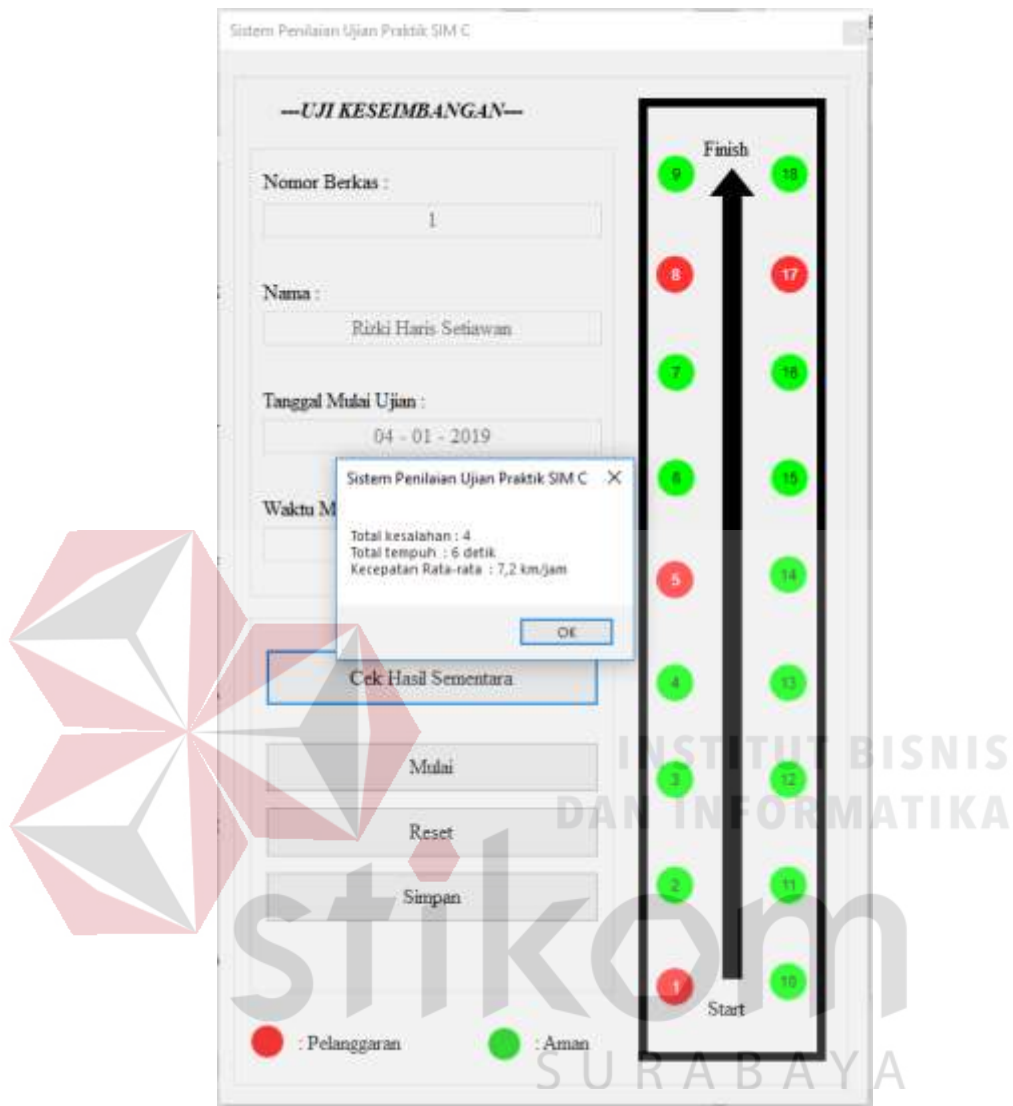 Sistem Penilaian Ujian Praktik SIM C
---UJI KESEIMBANGAN---
Nomor Berkas :
1
Nama :
Rizki Haris Setiawan
Tanggal Mulai Ujian :
04 - 01 - 2019
Waktu M
Sistem Penilaian Ujian Praktik SIM C
Total kesalahan : 4
Total tempuh : 6 detik
Kecepatan Rata-rata : 7,2 km/jam
OK
Cek Hasil Sementara
Mulai
Reset
Simpan
: Pelanggaran
: Aman
Finish
9 18
8 17
7 16
6 15
5 14
4 13
3 12
2 11
1 10
Start
INSTITUT BISNIS
DAN INFORMATIKA
stikom
SURABAYA